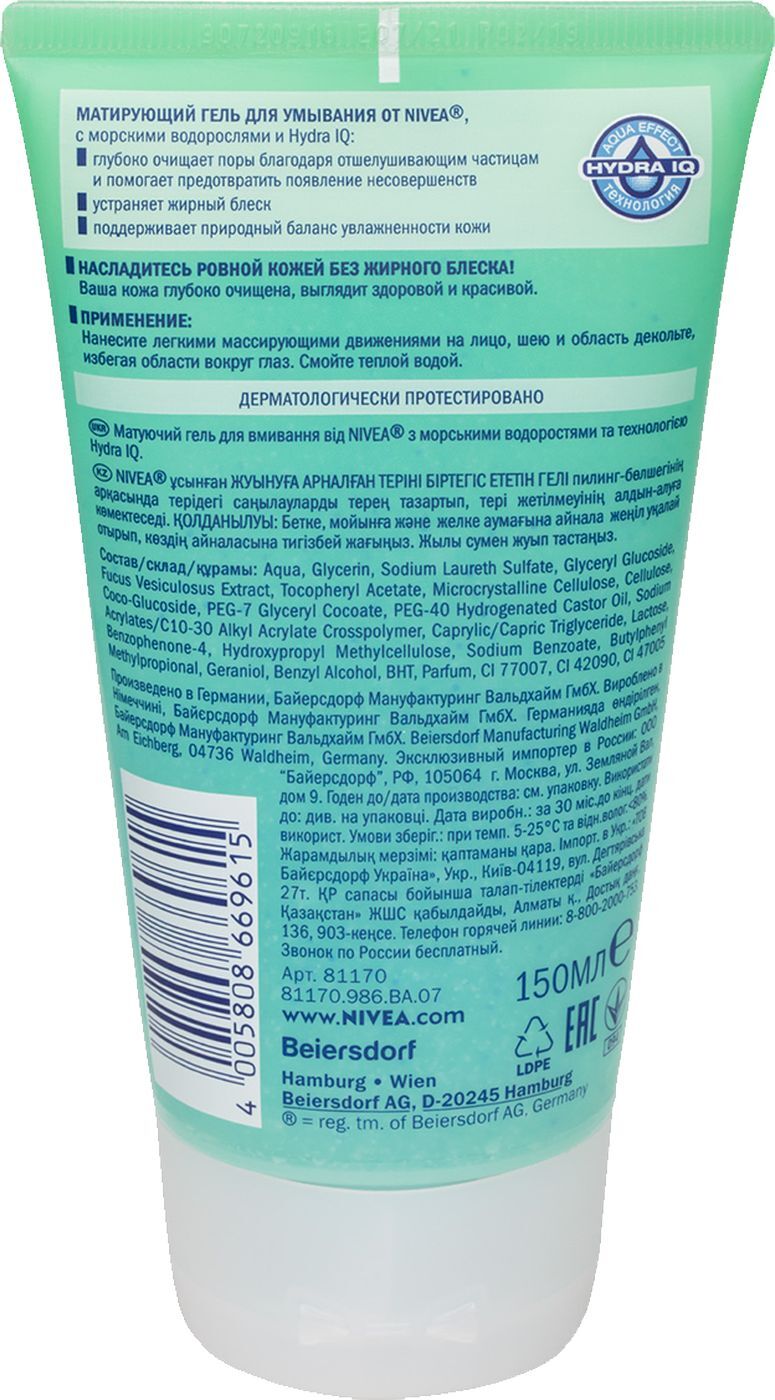 МАТИРУЮЩИЙ ГЕЛЬ ДЛЯ УМЫВАНИЯ ОТ NIVEA®,
с морскими водорослями и Hydra IQ:
глубоко очищает поры благодаря отшелушивающим частицам
и помогает предотвратить появление несовершенств
устраняет жирный блеск
поддерживает природный баланс увлажненности кожи
AQUA EFFECT
HYDRA IQ
технология
НАСЛАДИТЕСЬ РОВНОЙ КОЖЕЙ БЕЗ ЖИРНОГО БЛЕСКА!
Ваша кожа глубоко очищена, выглядит здоровой и красивой.
ПРИМЕНЕНИЕ:
Нанесите легкими массирующими движениями на лицо, шею и область декольте,
избегая области вокруг глаз. Смойте теплой водой.
ДЕРМАТОЛОГИЧЕСКИ ПРОТЕСТИРОВАНО
UKR Матуючий гель для вмивання від NIVEA® з морськими водоростями та технологією
Hydra IQ.
KZ NIVEA® ұсынған ЖУЫНУҒА АРНАЛҒАН ТЕРІНІ БІРТЕГІС ЕТЕТІН ГЕЛІ пилинг-бөлшегінің
арқасында терідегі саңылауларды терең тазартып, тері жетілмеуінің алдын-алуға
көмектеседі. ҚОЛДАНЫЛУЫ: Бетке, мойынға және желке аумағына айнала жеңіл уқалай
отырып, көздің айналасына тигізбей жағыңыз. Жылы сумен жуып тастаңыз.
Состав/склад/құрамы: Aqua, Glycerin, Sodium Laureth Sulfate, Glyceryl Glucoside,
Fucus Vesiculosus Extract, Tocopheryl Acetate, Microcrystalline Cellulose, Cellulose,
Coco-Glucoside, PEG-7 Glyceryl Cocoate, PEG-40 Hydrogenated Castor Oil, Sodium
Acrylates/C10-30 Alkyl Acrylate Crosspolymer, Caprylic/Capric Triglyceride, Lactose,
Benzophenone-4, Hydroxypropyl Methylcellulose, Sodium Benzoate, Butylphenyl
Methylpropional, Geraniol, Benzyl Alcohol, BHT, Parfum, CI 77007, CI 42090, CI 47005
Произведено в Германии, Байерсдорф Мануфактуринг Вальдхайм ГмбХ. Вироблено в
Німеччині, Байєрсдорф Мануфактуринг Вальдхайм ГмбХ. Германияда өндірілген,
Байерсдорф Мануфактуринг Вальдхайм ГмбХ. Beiersdorf Manufacturing Waldheim GmbH,
Am Eichberg, 04736 Waldheim, Germany. Эксклюзивный импортер в России: ООО
"Байерсдорф", РФ, 105064 г. Москва, ул. Земляной Вал,
дом 9. Годен до/дата производства: см. упаковку. Використати
до: див. на упаковці. Дата виробн.: за 30 міс.до кінц. дати
використ. Умови зберіг.: при темп. 5-25°С та відн.волог.<80%
Жарамдылық мерзімі: қаптаманы қара. Імпорт. в Укр.: «ТОВ
Байєрсдорф Україна», Укр., Київ-04119, вул. Дегтярівська
27т. ҚР сапасы бойынша талап-тілектерді «Байерсдорф
Қазақстан» ЖШС қабылдайды, Алматы қ., Достық даң.,
136, 903-кеңсе. Телефон горячей линии: 8-800-2000-753.
Звонок по России бесплатный.
Арт. 81170
81170.986.BA.07
www.NIVEA.com
150МЛ e
Beiersdorf
LDPE
EAC
Hamburg • Wien
Beiersdorf AG, D-20245 Hamburg
® = reg. tm. of Beiersdorf AG. Germany
4 005808 669615